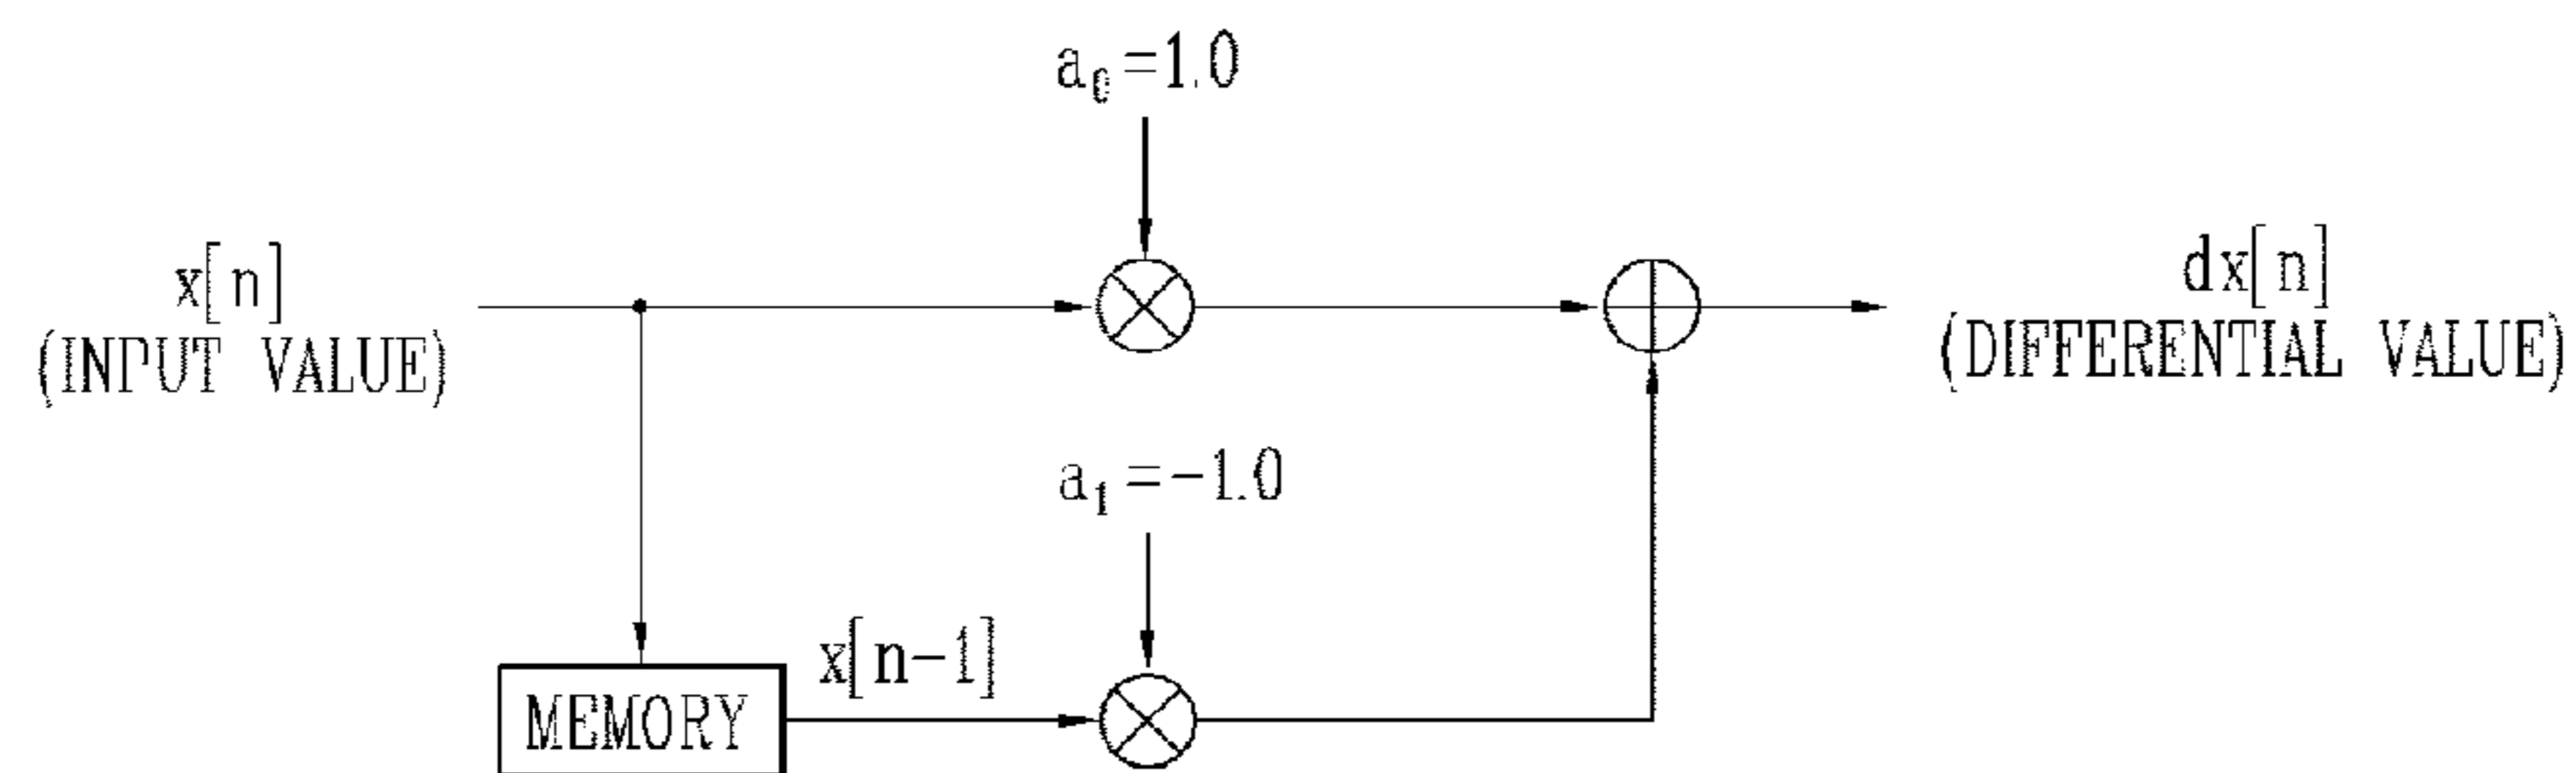 a₀=1.0
x[n]
(INPUT VALUE)
dx[n]
(DIFFERENTIAL VALUE)
a₁=-1.0
x[n-1]
MEMORY